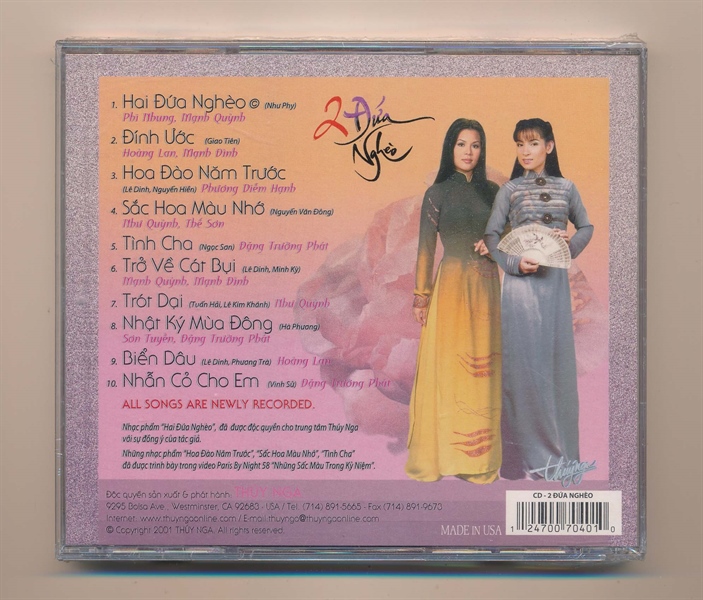 2 Đứa
Nghèo
1. Hai Đứa Nghèo © (Như Phy)
Phi Nhung, Mạnh Quỳnh
2. Đính Ước (Giao Tiên)
Hoàng Lan, Mạnh Đình
3. Hoa Đào Năm Trước
(Lê Dinh, Nguyễn Hiền) Phương Diễm Hạnh
4. Sắc Hoa Màu Nhớ (Nguyễn Văn Đông)
Như Quỳnh, Thế Sơn
5. Tình Cha (Ngọc Sơn) Đặng Trường Phát
6. Trở Về Cát Bụi (Lê Dinh, Minh Kỳ)
Mạnh Quỳnh, Mạnh Đình
7. Trót Dại (Tuấn Hải, Lê Kim Khánh) Như Quỳnh
8. Nhật Ký Mùa Đông (Hà Phương)
Sơn Tuyền, Đặng Trường Phát
9. Biển Dâu (Lê Dinh, Phương Trà) Hoàng Lan
10. Nhẫn Cỏ Cho Em (Vinh Sử) Đặng Trường Phát
ALL SONGS ARE NEWLY RECORDED.
Nhạc phẩm "Hai Đứa Nghèo", đã được độc quyền cho trung tâm Thúy Nga
với sự đồng ý của tác giả.
Những nhạc phẩm "Hoa Đào Năm Trước", "Sắc Hoa Màu Nhớ", "Tình Cha"
đã được trình bày trong video Paris By Night 58 "Những Sắc Màu Trong Kỷ Niệm".
Thúy Nga
Độc quyền sản xuất & phát hành: THÚY NGA
9295 Bolsa Ave., Westminster, CA 92683 - USA / Tel. (714) 891-5665 - Fax (714) 891-9673
Internet: www.thuyngaonline.com / E-mail: thuynga@thuyngaonline.com
© Copyright 2001 THÚY NGA. All rights reserved.
MADE IN USA
CD - 2 ĐỨA NGHÈO
1 24700 70401 0